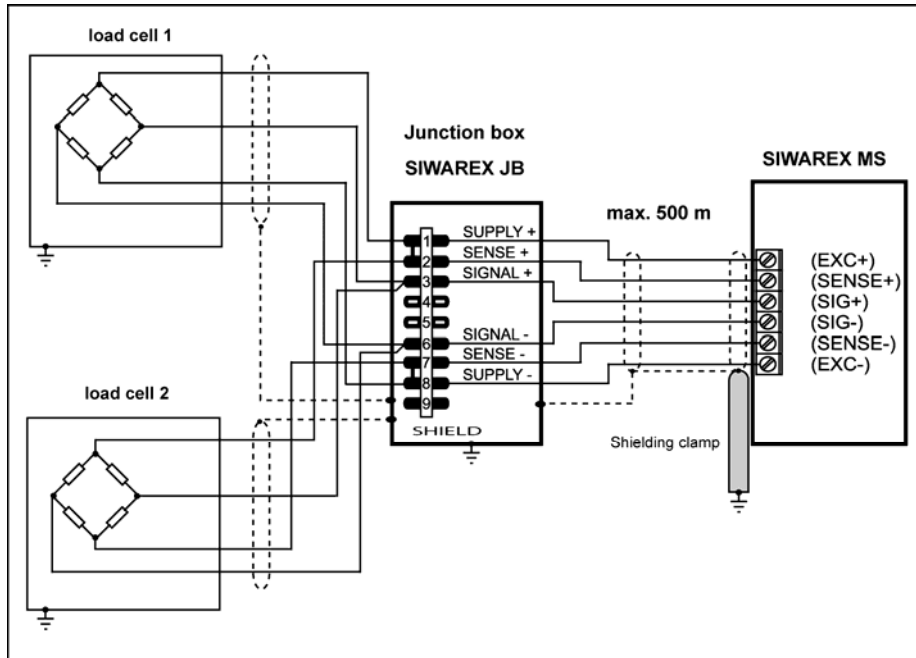 load cell 1
Junction box
SIWAREX JB
SIWAREX MS
max. 500 m
1 SUPPLY +
2 SENSE +
3 SIGNAL +
4
5
6 SIGNAL -
7 SENSE -
8 SUPPLY -
9
SHIELD
(EXC+)
(SENSE+)
(SIG+)
(SIG-)
(SENSE-)
(EXC-)
load cell 2
Shielding clamp